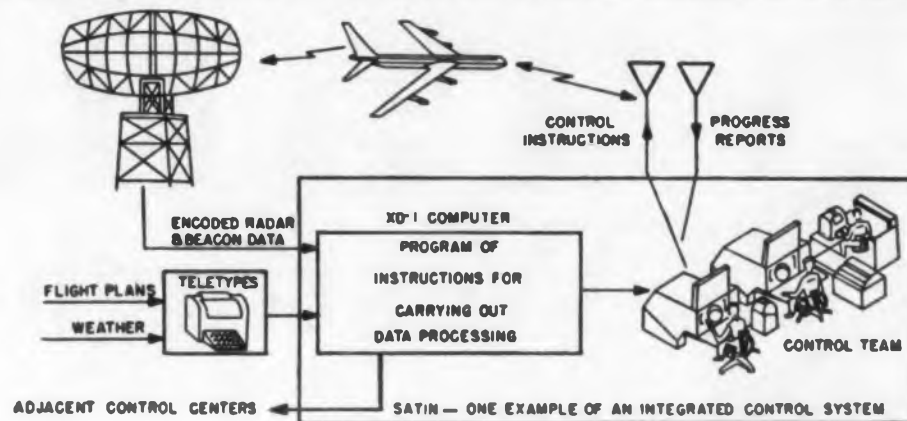 CONTROL
INSTRUCTIONS
PROGRESS
REPORTS
ENCODED RADAR
& BEACON DATA
XD-1 COMPUTER
PROGRAM OF
INSTRUCTIONS FOR
CARRYING OUT
DATA PROCESSING
FLIGHT PLANS
WEATHER
TELETYPES
CONTROL TEAM
ADJACENT CONTROL CENTERS
SATIN — ONE EXAMPLE OF AN INTEGRATED CONTROL SYSTEM